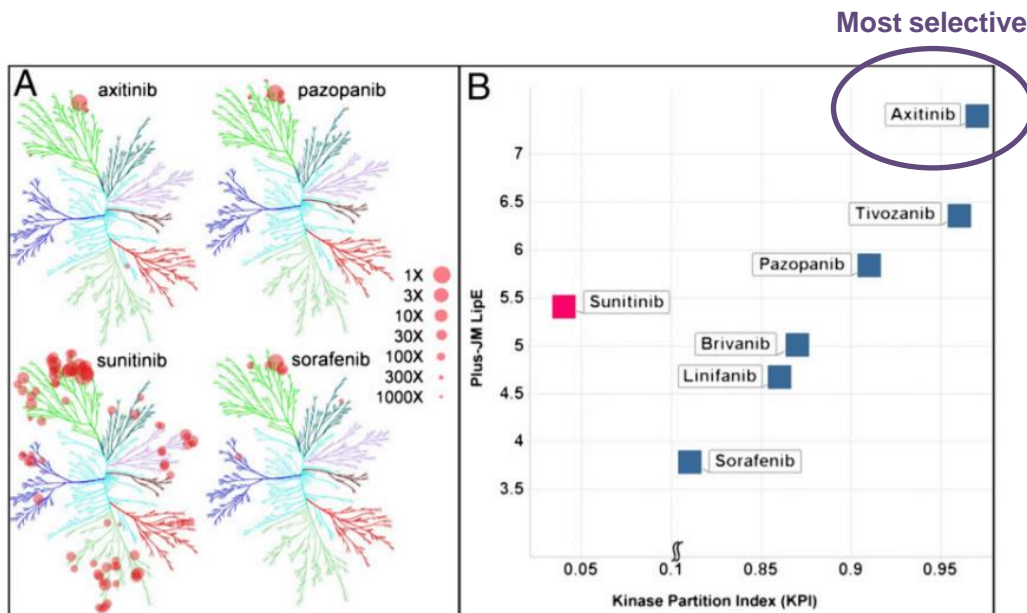 Most selective
A
axitinib
pazopanib
1X
3X
10X
30X
100X
300X
1000X
sunitinib
sorafenib
B
Axitinib
Tivozanib
Pazopanib
Sunitinib
Brivanib
Linifanib
Sorafenib
Plus-JM LipE
7
6.5
6
5.5
5
4.5
4
3.5
0.05
0.1
0.85
0.9
0.95
Kinase Partition Index (KPI)